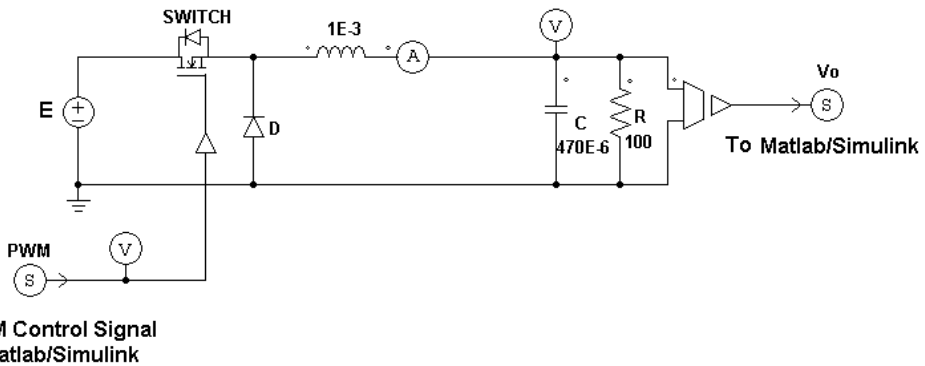 SWITCH
1E-3
A
V
E
D
C
470E-6
R
100
Vo
S
To Matlab/Simulink
PWM
S
V
M Control Signal
atlab/Simulink